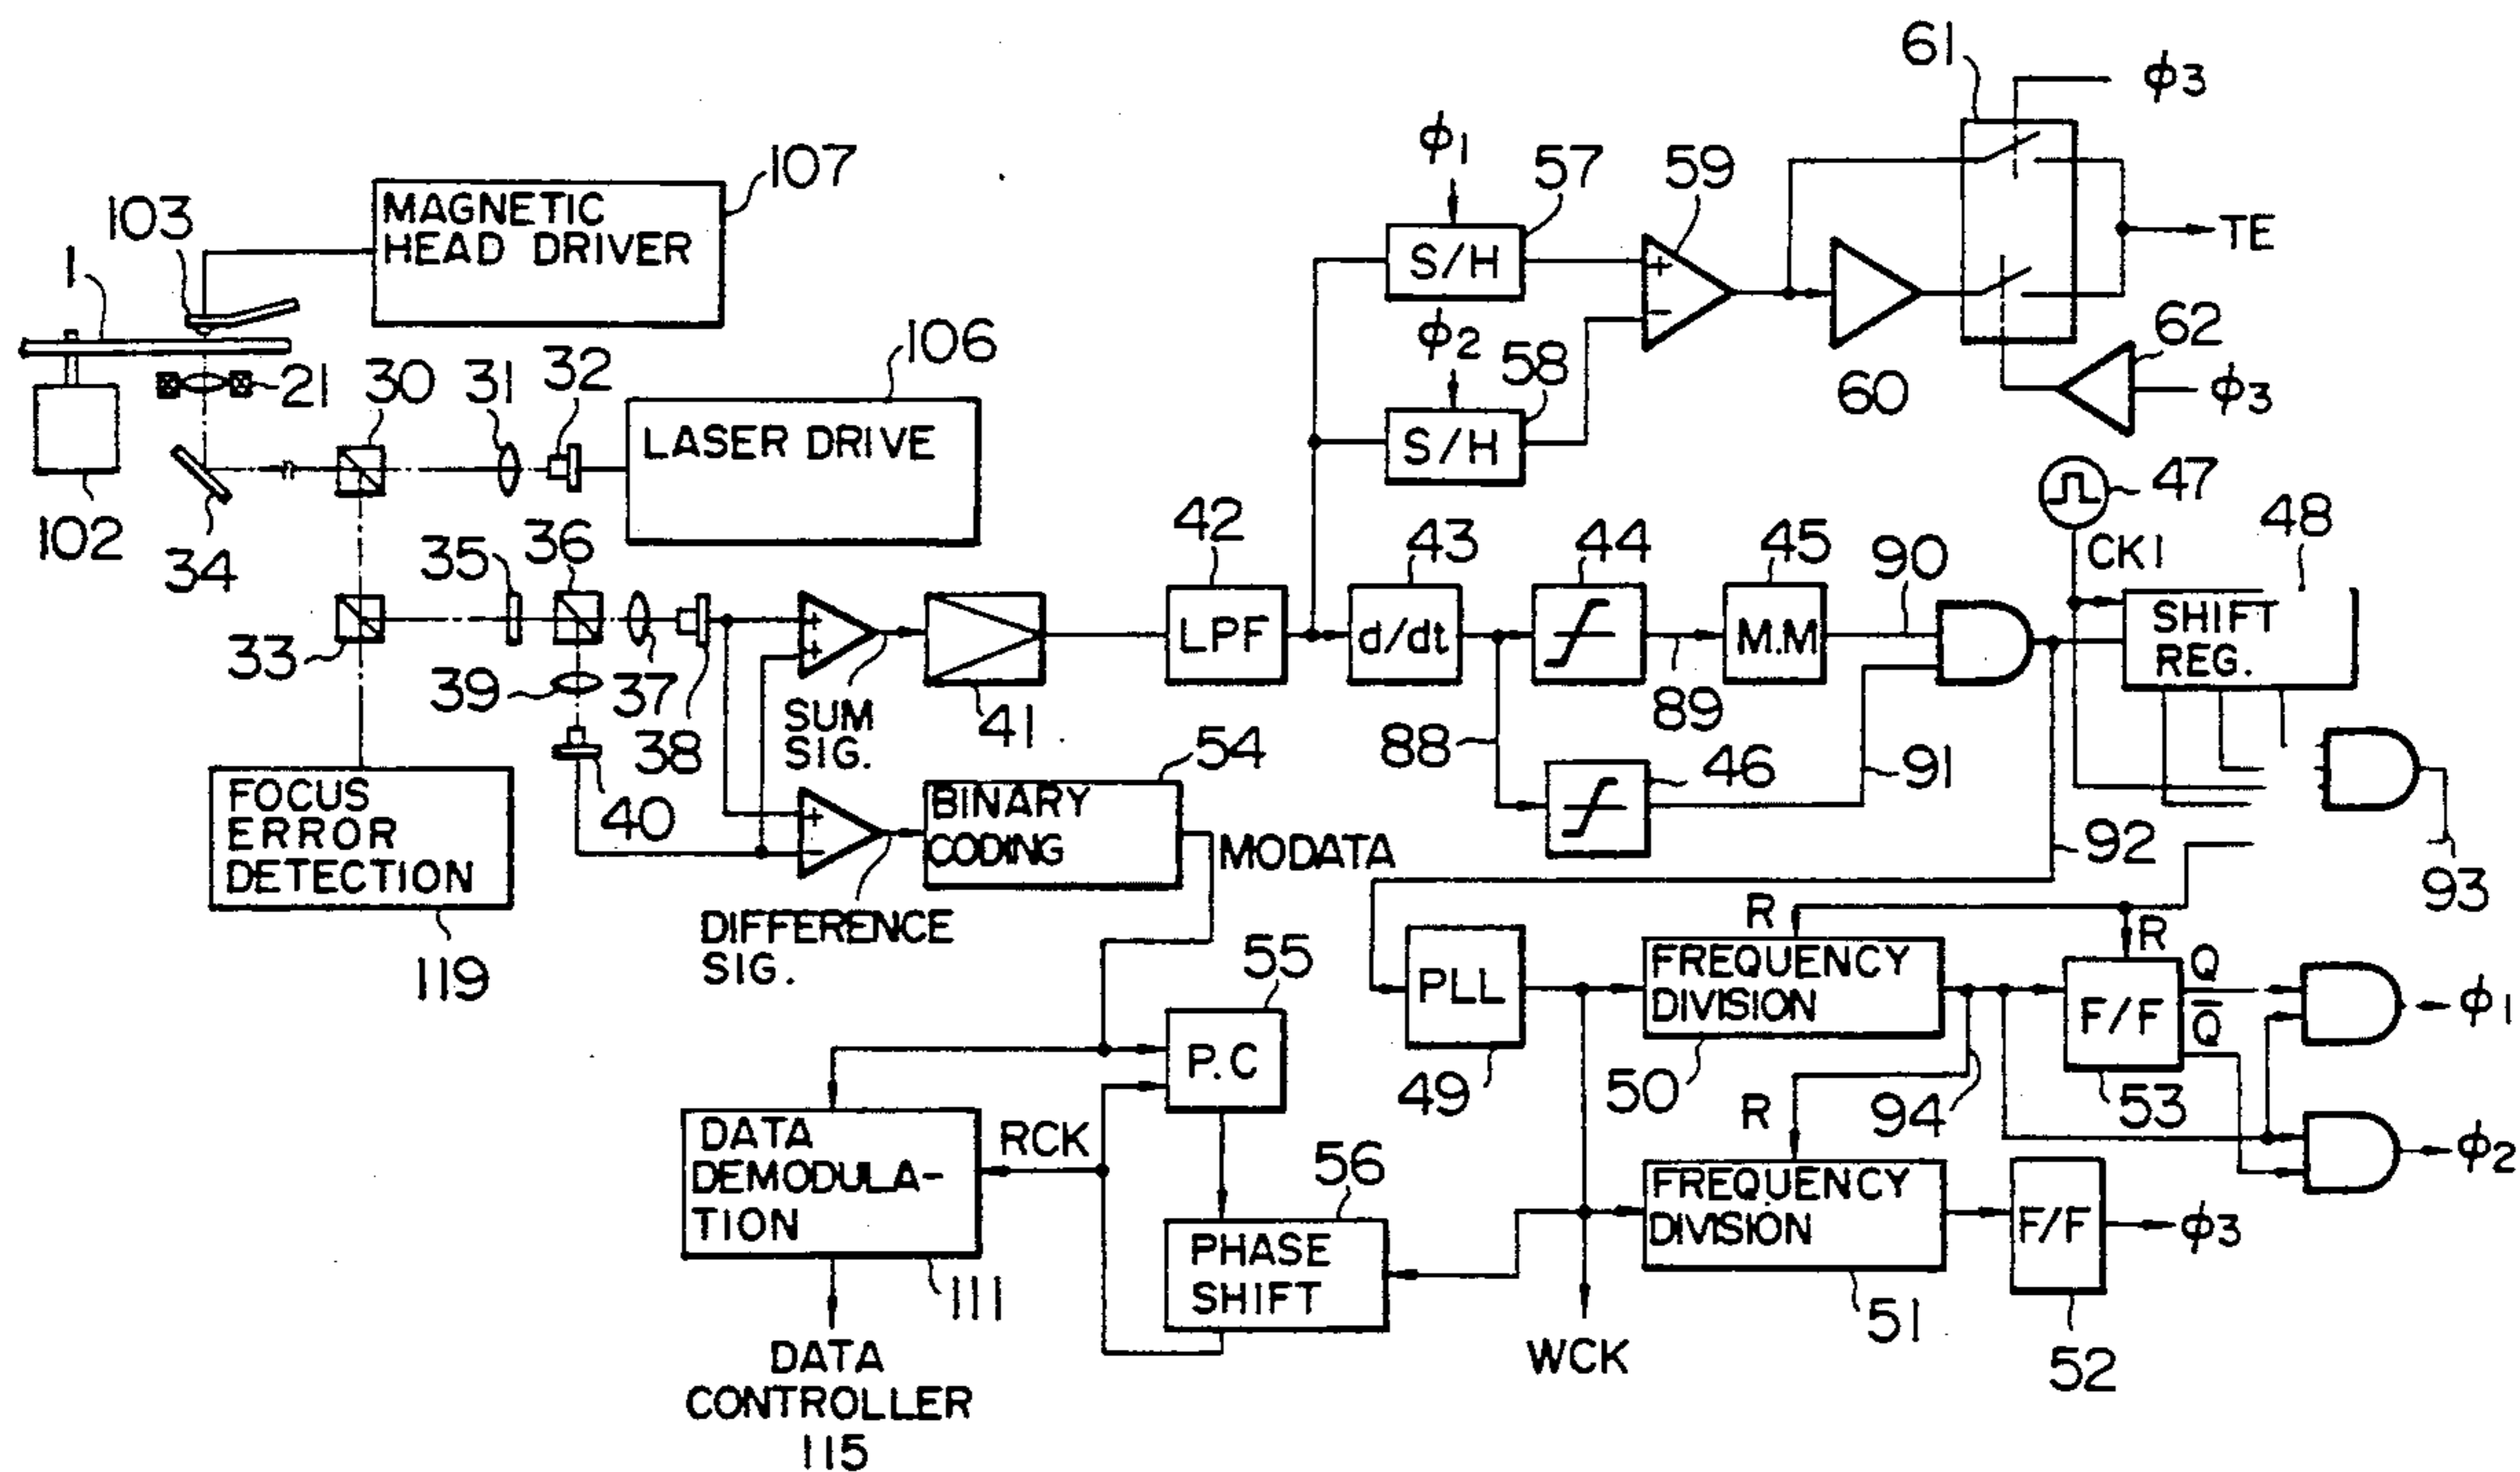 61
φ3
φ1
57
59
107
MAGNETIC
HEAD DRIVER
103
1
S/H
+
−
TE
φ2
58
60
62
φ3
106
30
31
32
21
LASER DRIVE
S/H
47
48
102
34
35
36
42
43
44
45
90
CK1
33
39
37
38
+
+
SUM
SIG.
41
LPF
d/dt
M.M
SHIFT
REG.
89
88
46
91
54
40
FOCUS
ERROR
DETECTION
+
−
BINARY
CODING
MODATA
92
93
119
DIFFERENCE
SIG.
55
PLL
R
FREQUENCY
DIVISION
R
Q
Q̅
F/F
φ1
P.C
49
50
R
94
53
φ2
DATA
DEMODULA-
TION
RCK
56
PHASE
SHIFT
FREQUENCY
DIVISION
F/F
φ3
111
51
52
WCK
DATA
CONTROLLER
115